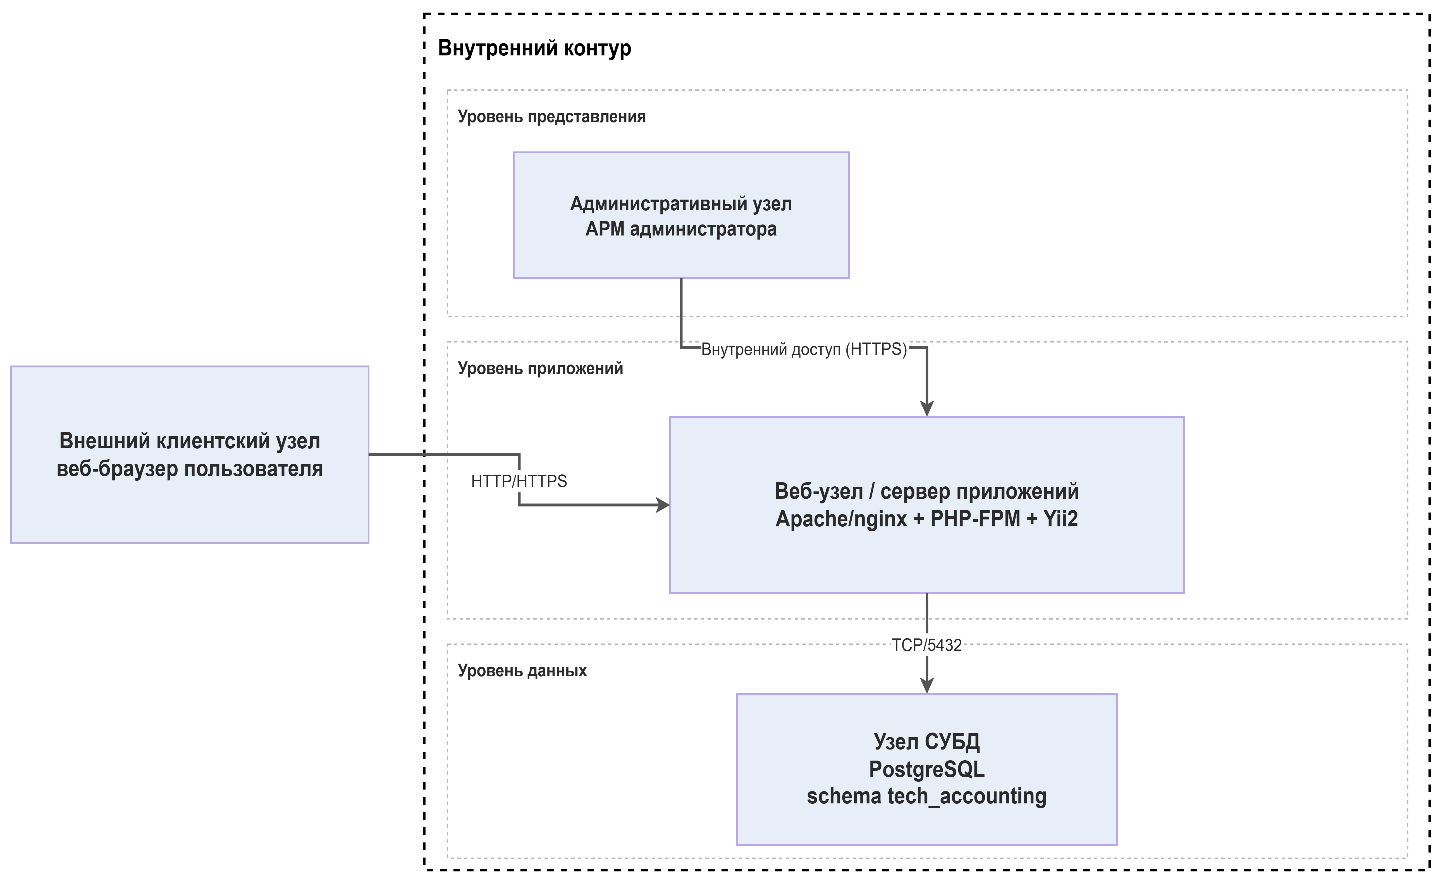 Внутренний контур
Уровень представления
Административный узел
АРМ администратора
Внутренний доступ (HTTPS)
Уровень приложений
Внешний клиентский узел
веб-браузер пользователя
HTTP/HTTPS
Веб-узел / сервер приложений
Apache/nginx + PHP-FPM + Yii2
TCP/5432
Уровень данных
Узел СУБД
PostgreSQL
schema tech_accounting